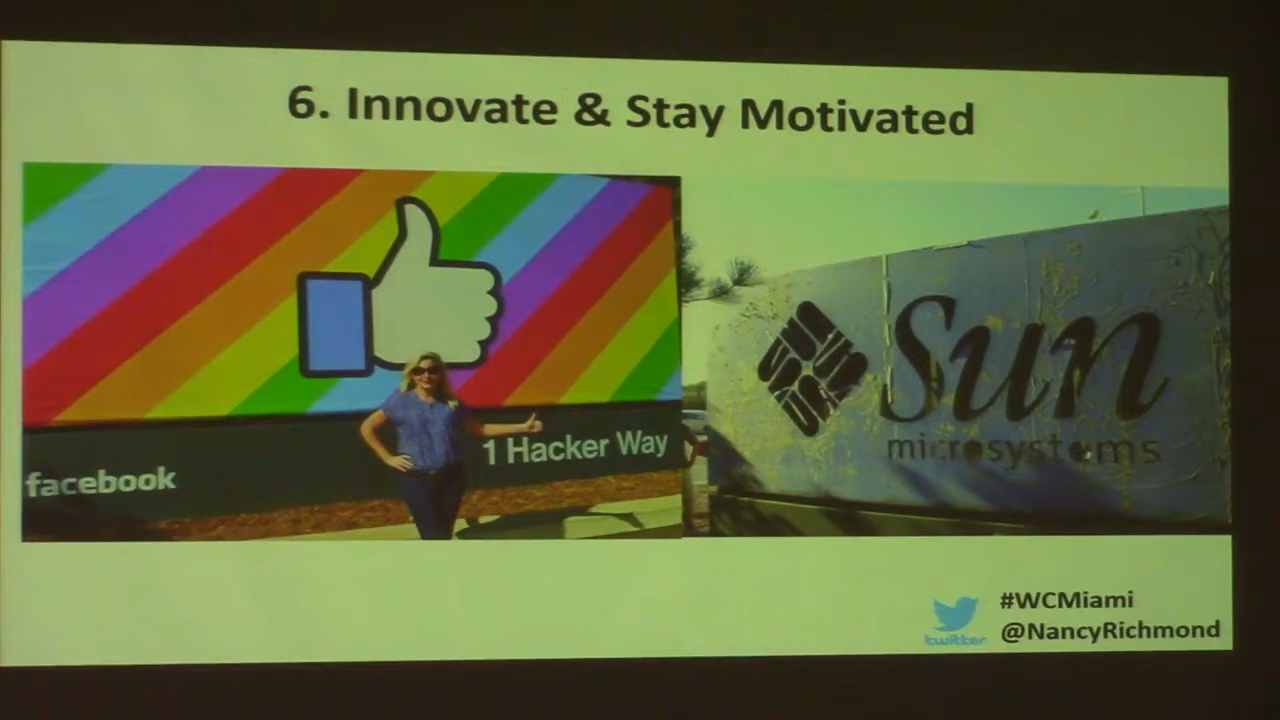 6. Innovate & Stay Motivated
facebook
1 Hacker Way
Sun
microsystems
twitter
#WCMiami
@NancyRichmond